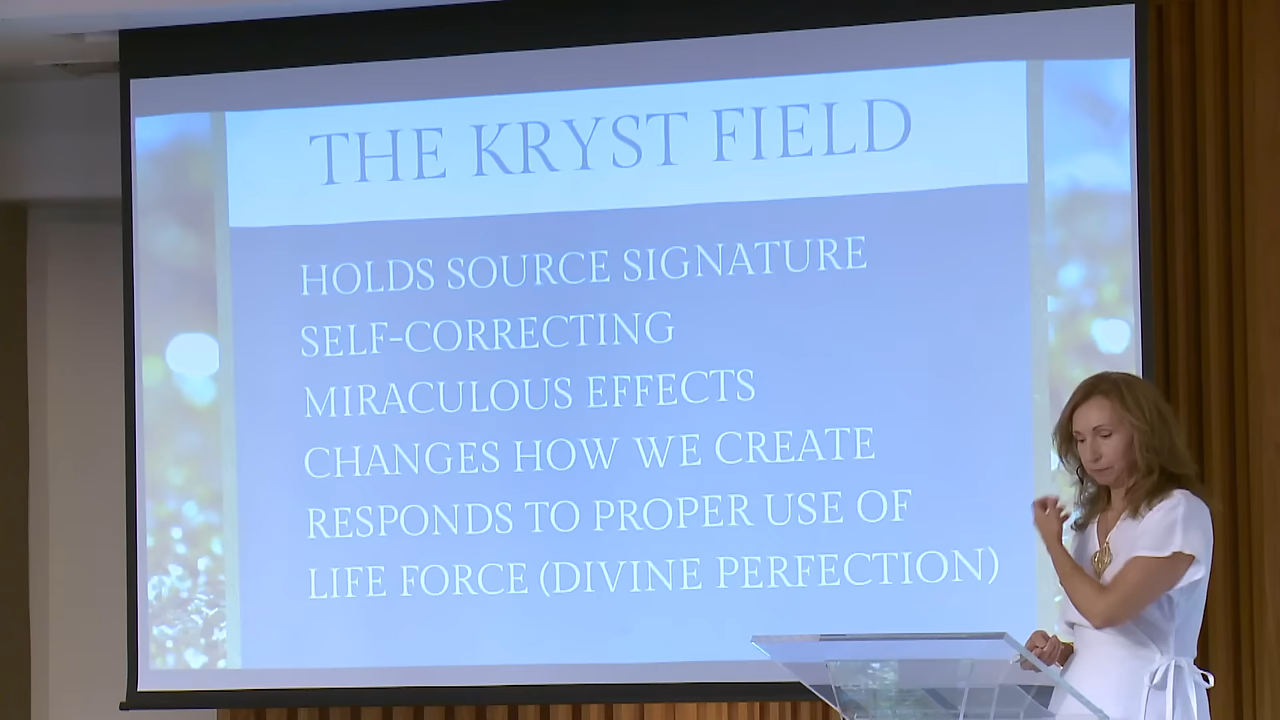 THE KRYST FIELD
HOLDS SOURCE SIGNATURE
SELF-CORRECTING
MIRACULOUS EFFECTS
CHANGES HOW WE CREATE
RESPONDS TO PROPER USE OF
LIFE FORCE (DIVINE PERFECTION)